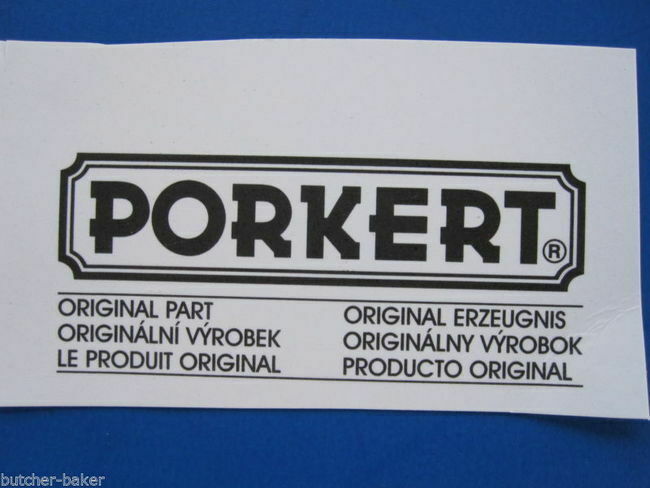 PORKERT®
ORIGINAL PART
ORIGINÁLNÍ VÝROBEK
LE PRODUIT ORIGINAL
ORIGINAL ERZEUGNIS
ORIGINÁLNY VÝROBOK
PRODUCTO ORIGINAL
butcher-baker